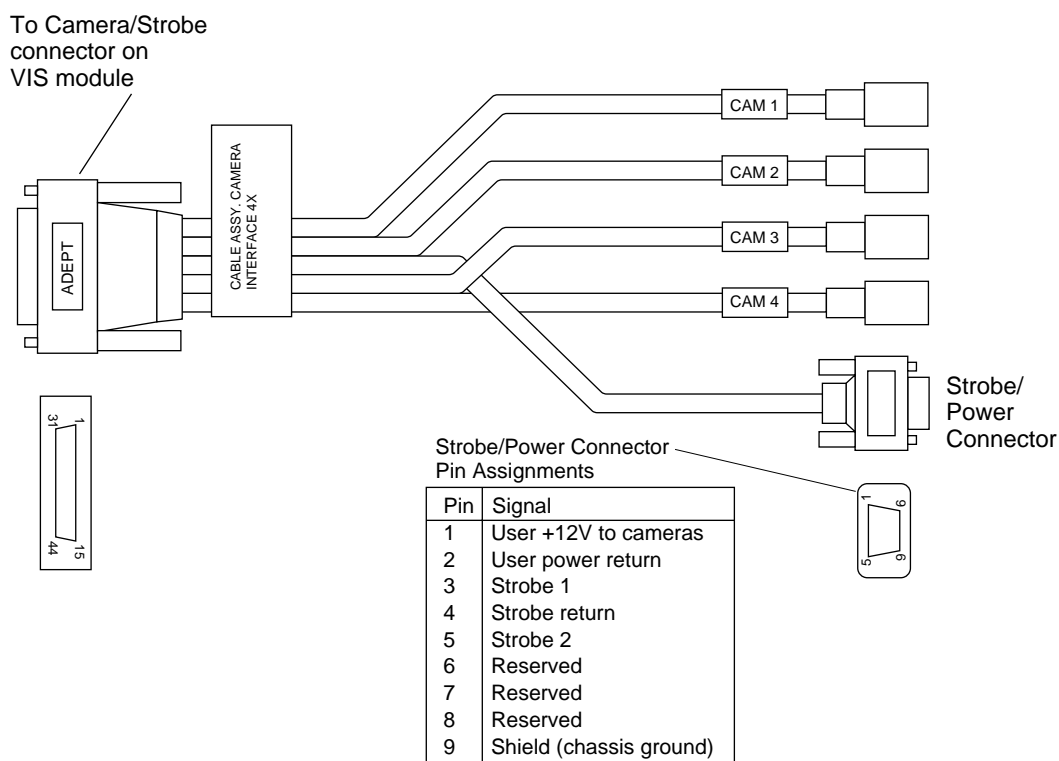 To Camera/Strobe
connector on
VIS module
CAM 1
CABLE ASSY. CAMERA
INTERFACE 4X
CAM 2
ADEPT
CAM 3
CAM 4
Strobe/
Power
Connector
31 1
44 15
Strobe/Power Connector
Pin Assignments
Pin Signal
1 User +12V to cameras
2 User power return
3 Strobe 1
4 Strobe return
5 Strobe 2
6 Reserved
7 Reserved
8 Reserved
9 Shield (chassis ground)
1 6
5 9